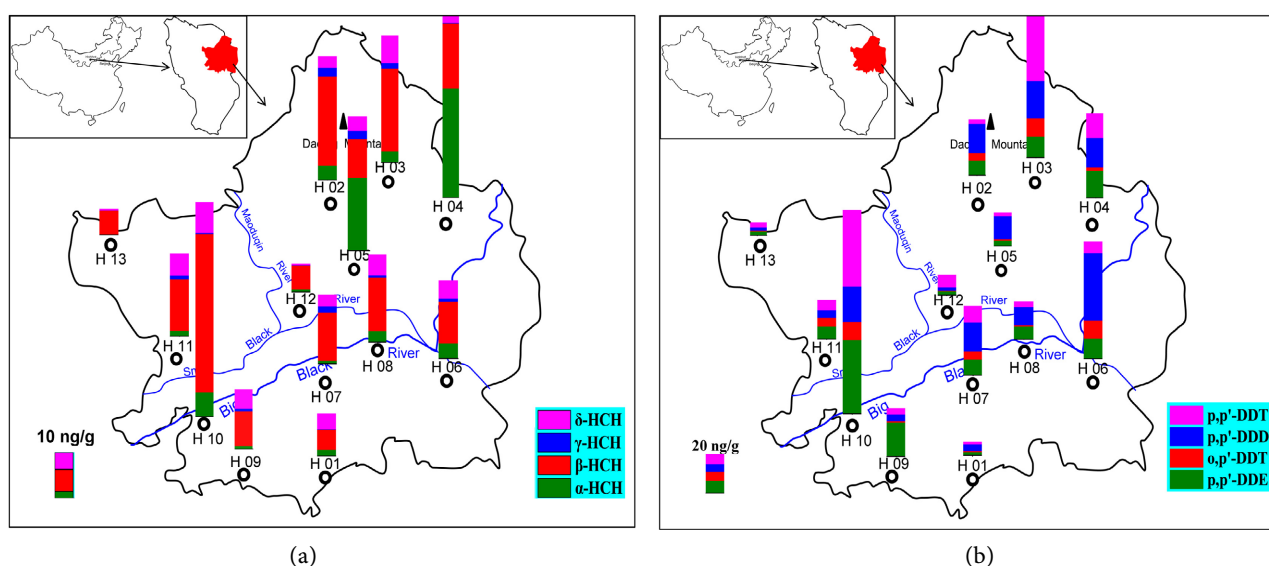 Dac
Mounta
H 02
H 03
H 04
H 05
H 13
Maoduqin
River
H 12
River
H 11
Black
Sm
River
H 08
H 06
Black
H 07
Big
H 10
10 ng/g
H 09
H 01
δ-HCH
γ-HCH
β-HCH
α-HCH
(a)
Dad
Mounta
H 03
H 02
H 04
H 05
H 13
Maoduqin
River
H 12
River
H 11
Black
Sm
River
H 08
H 06
Bla
H 07
Big
H 10
20 ng/g
H 09
H 01
p,p'-DDT
p,p'-DDD
o,p'-DDT
p,p'-DDE
(b)